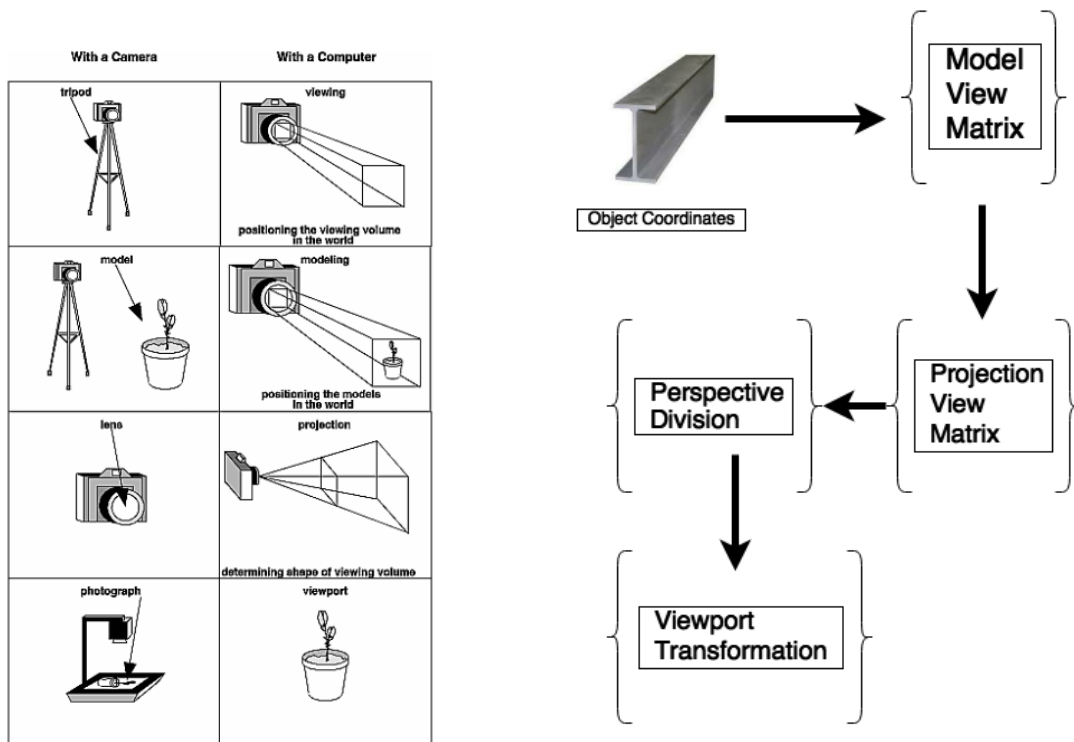 With a Camera
With a Computer
tripod
viewing
positioning the viewing volume
in the world
model
modeling
positioning the models
in the world
lens
projection
determining shape of viewing volume
photograph
viewport
Object Coordinates
Model
View
Matrix
Projection
View
Matrix
Perspective
Division
Viewport
Transformation